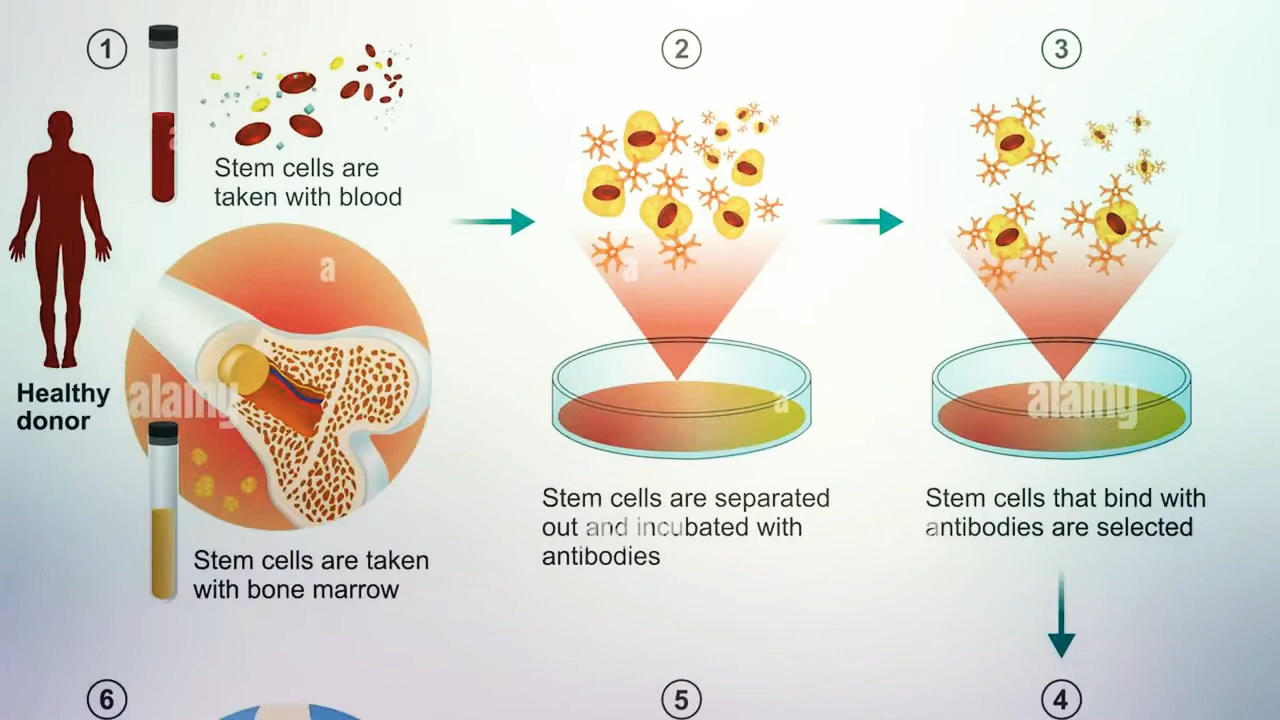 1
Stem cells are
taken with blood
Healthy
donor
Stem cells are taken
with bone marrow
2
Stem cells are separated
out and incubated with
antibodies
3
Stem cells that bind with
antibodies are selected
4
5
6
a
a
a
a
alamy
alamy